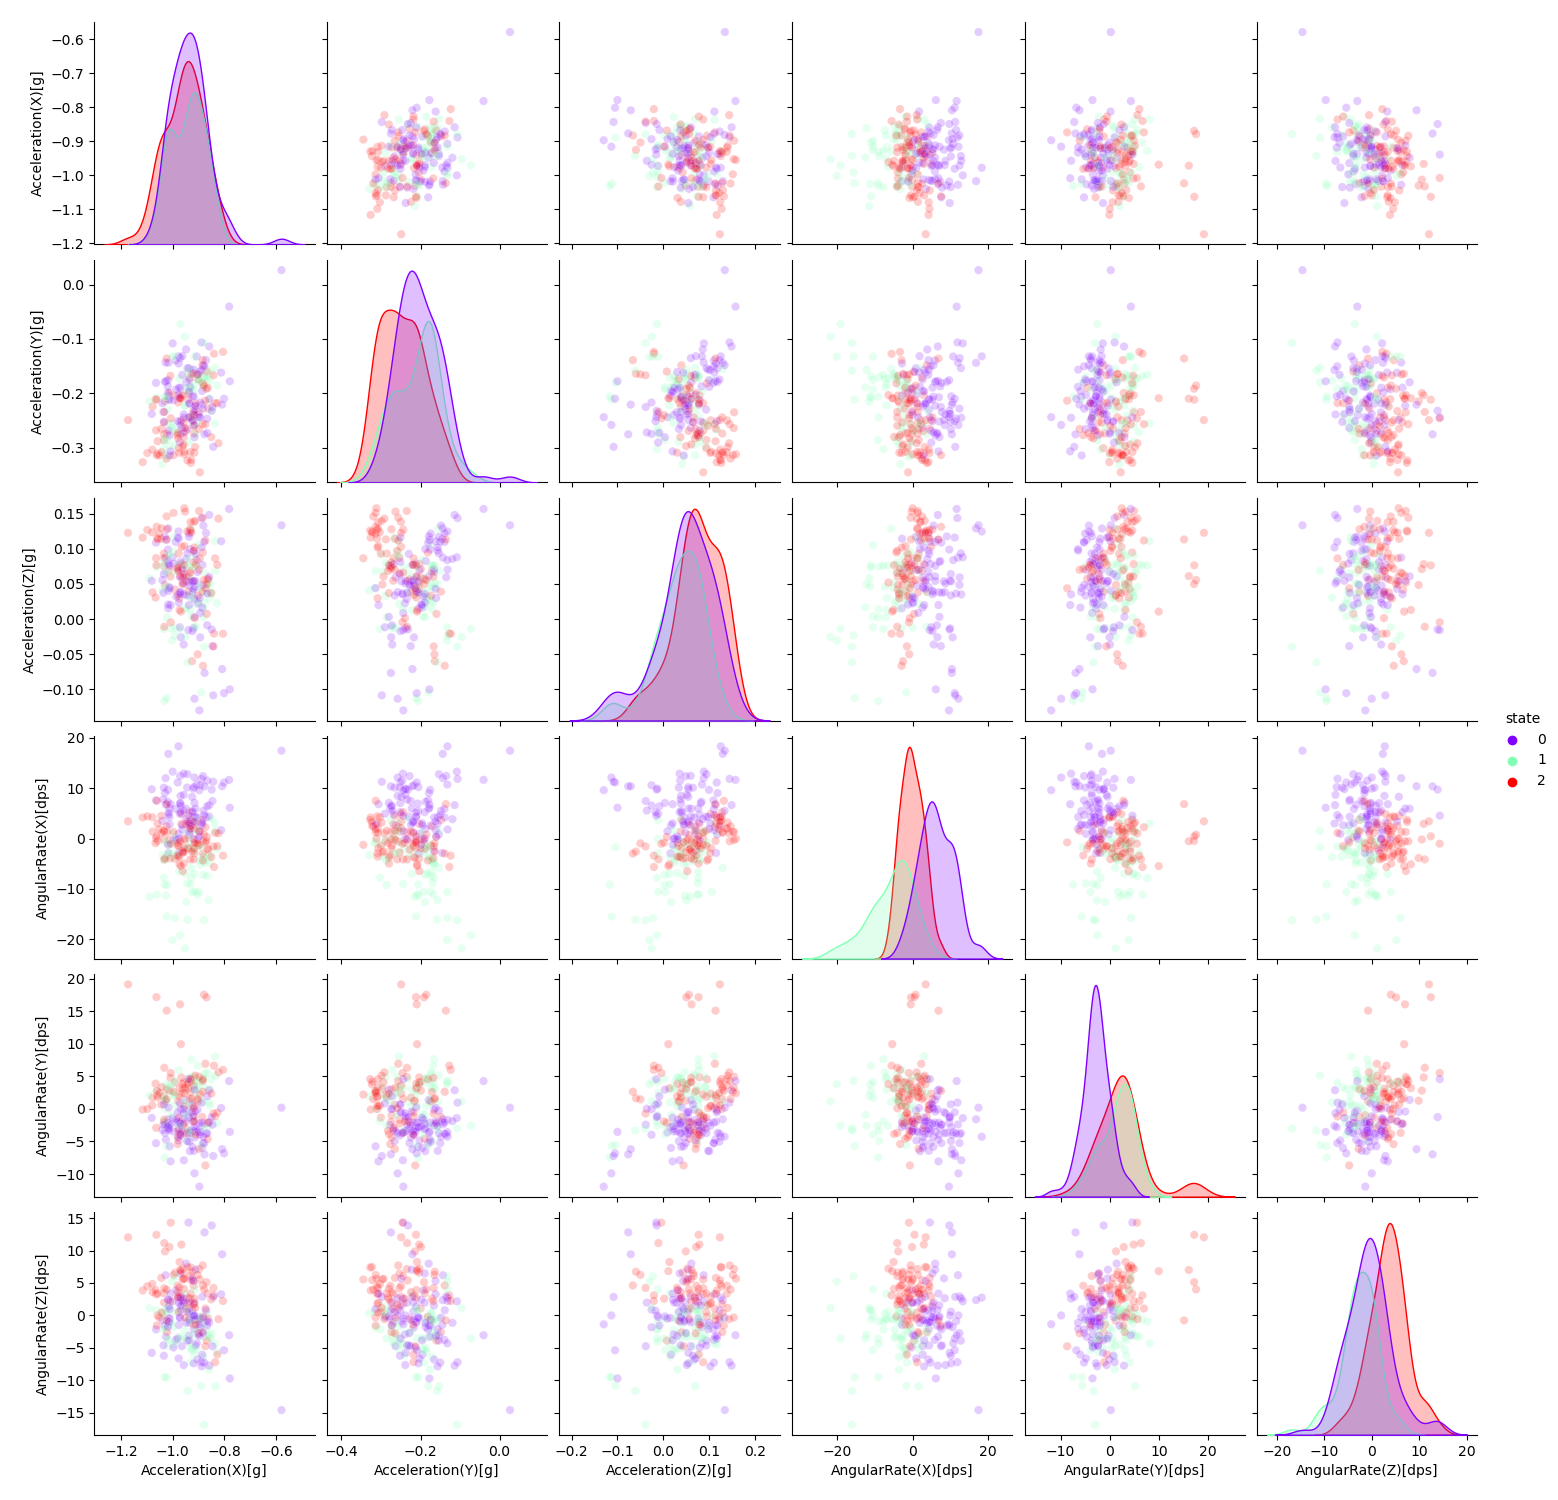 Acceleration(X)[g]
−0.6
−0.7
−0.8
−0.9
−1.0
−1.1
−1.2
Acceleration(Y)[g]
0.0
−0.1
−0.2
−0.3
Acceleration(Z)[g]
0.15
0.10
0.05
0.00
−0.05
−0.10
state
0
1
2
AngularRate(X)[dps]
20
10
0
−10
−20
AngularRate(Y)[dps]
20
15
10
5
0
−5
−10
AngularRate(Z)[dps]
15
10
5
0
−5
−10
−15
−1.2 −1.0 −0.8 −0.6
−0.4 −0.2 0.0
−0.2 −0.1 0.0 0.1 0.2
−20 0 20
−10 0 10 20
−20 −10 0 10 20
Acceleration(X)[g]
Acceleration(Y)[g]
Acceleration(Z)[g]
AngularRate(X)[dps]
AngularRate(Y)[dps]
AngularRate(Z)[dps]